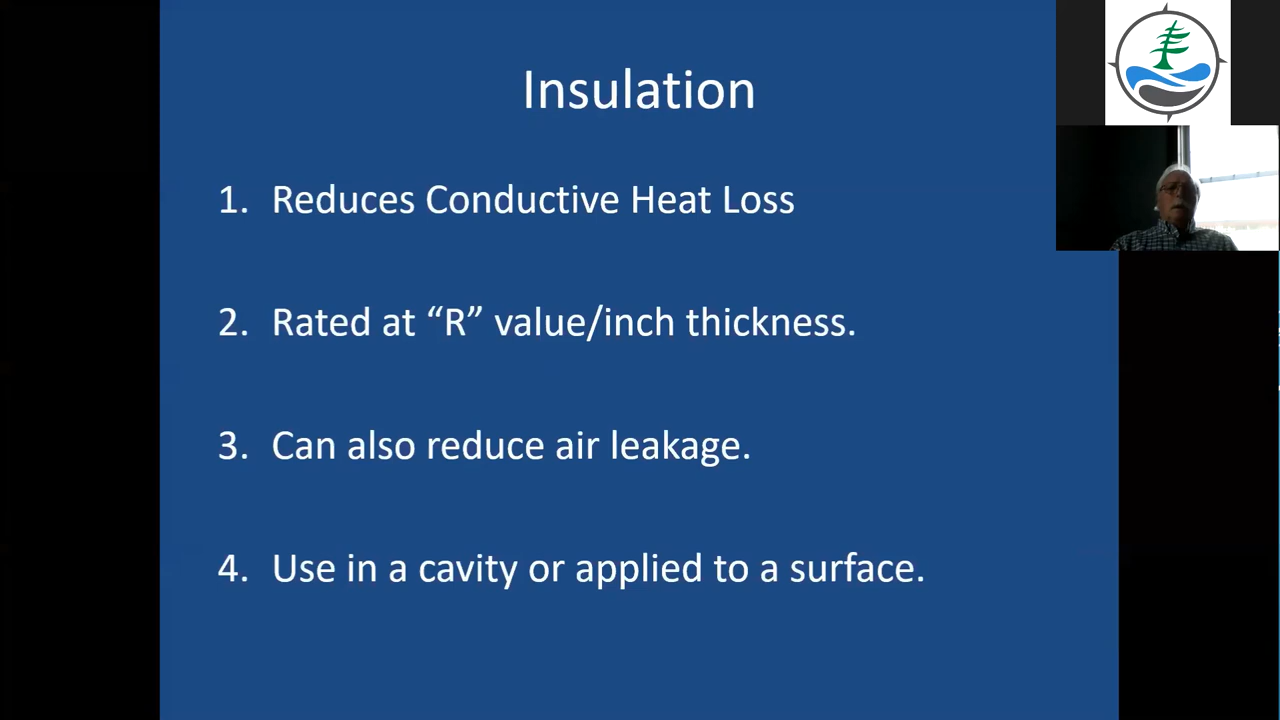 Insulation
1. Reduces Conductive Heat Loss
2. Rated at “R” value/inch thickness.
3. Can also reduce air leakage.
4. Use in a cavity or applied to a surface.